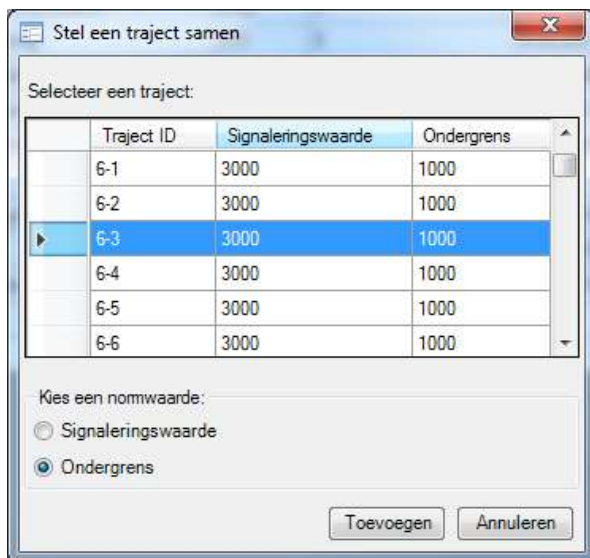 Stel een traject samen
Selecteer een traject:
Traject ID Signaleringswaarde Ondergrens
6-1 3000 1000
6-2 3000 1000
6-3 3000 1000
6-4 3000 1000
6-5 3000 1000
6-6 3000 1000
Kies een normwaarde:
Signaleringswaarde
Ondergrens
Toevoegen Annuleren